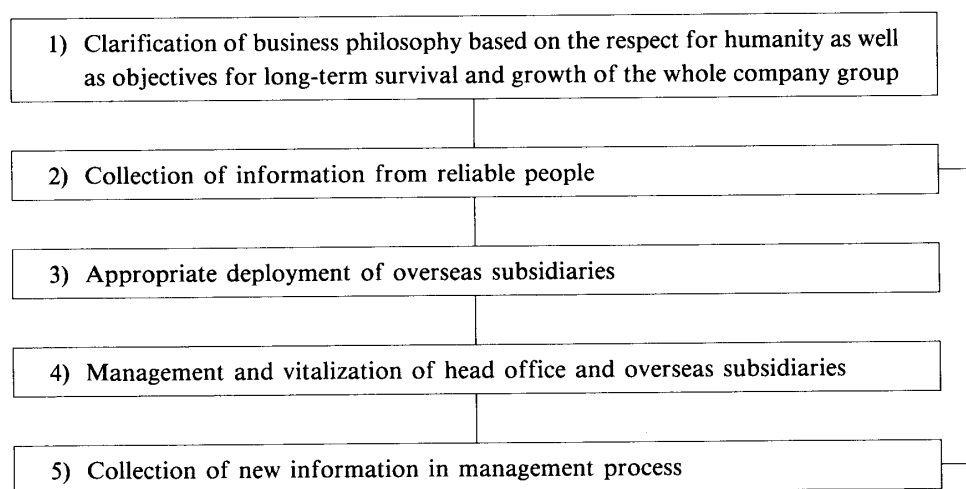 1) Clarification of business philosophy based on the respect for humanity as well
as objectives for long-term survival and growth of the whole company group
2) Collection of information from reliable people
3) Appropriate deployment of overseas subsidiaries
4) Management and vitalization of head office and overseas subsidiaries
5) Collection of new information in management process